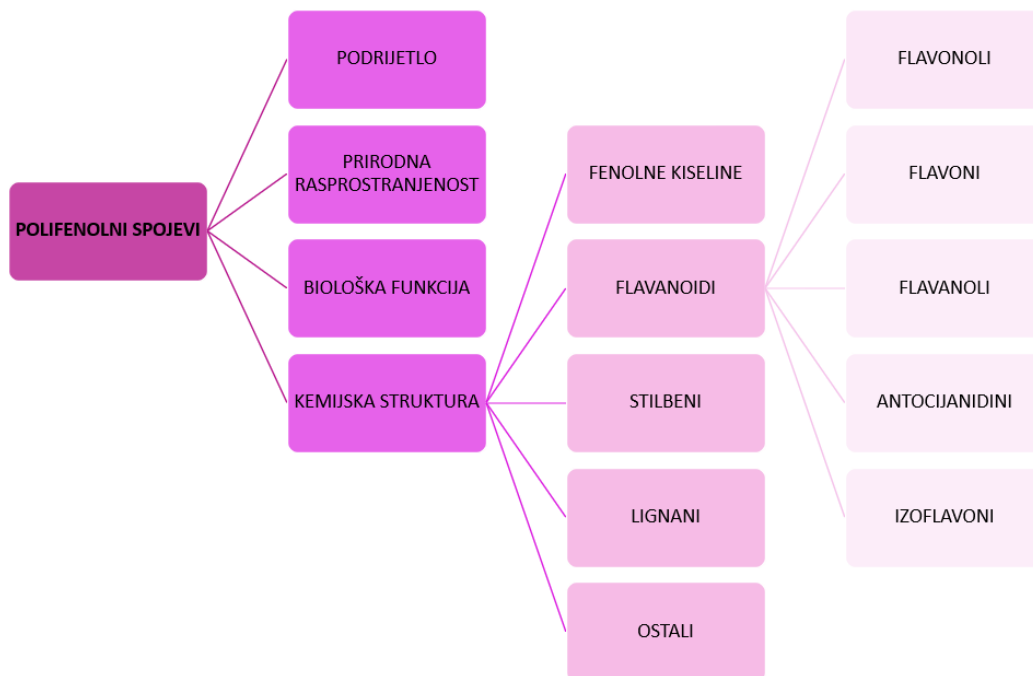 POLIFENOLNI SPOJEVI
PODRIJETLO
PRIRODNA
RASPROSTRANJENOST
BIOLOŠKA FUNKCIJA
KEMIJSKA STRUKTURA
FENOLNE KISELINE
FLAVANOIDI
STILBENI
LIGNANI
OSTALI
FLAVONOLI
FLAVONI
FLAVANOLI
ANTOCIJANIDINI
IZOFLAVONI